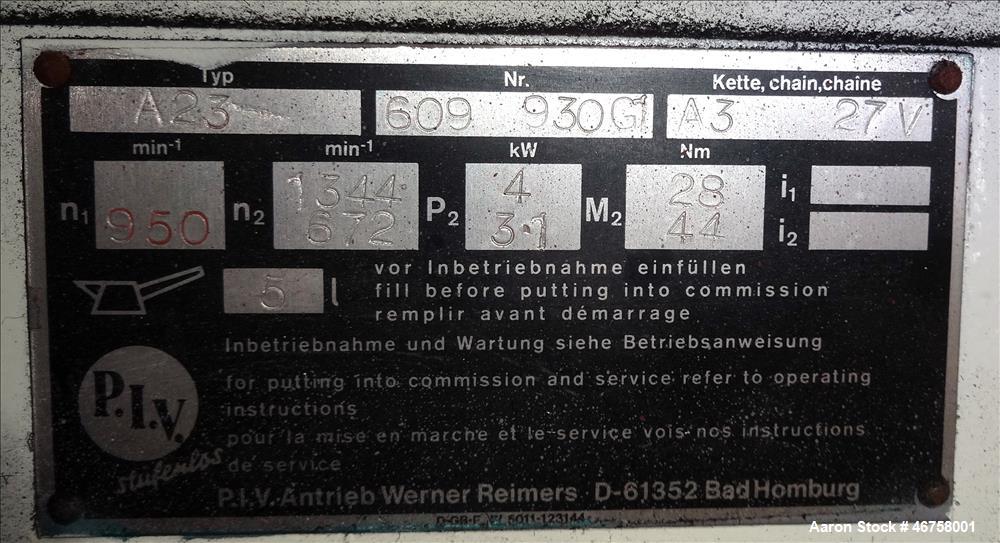 Typ Nr. Kette, chain, chaîne
A23 609 930G1 A3 27V
min-1 min-1 kW Nm
n1 950 n2 1344 672 P2 4 3.1 M2 28 44 i1 i2
5 l
vor Inbetriebnahme einfüllen
fill before putting into commission
remplir avant démarrage
Inbetriebnahme und Wartung siehe Betriebsanweisung
for putting into commission and service refer to operating
instructions
pour la mise en marche et le service vois nos instructions
de service
P.I.V.
stufenlos
P.I.V. Antrieb Werner Reimers D-61352 Bad Homburg
D-GB-F 5011-123144
Aaron Stock # 46758001